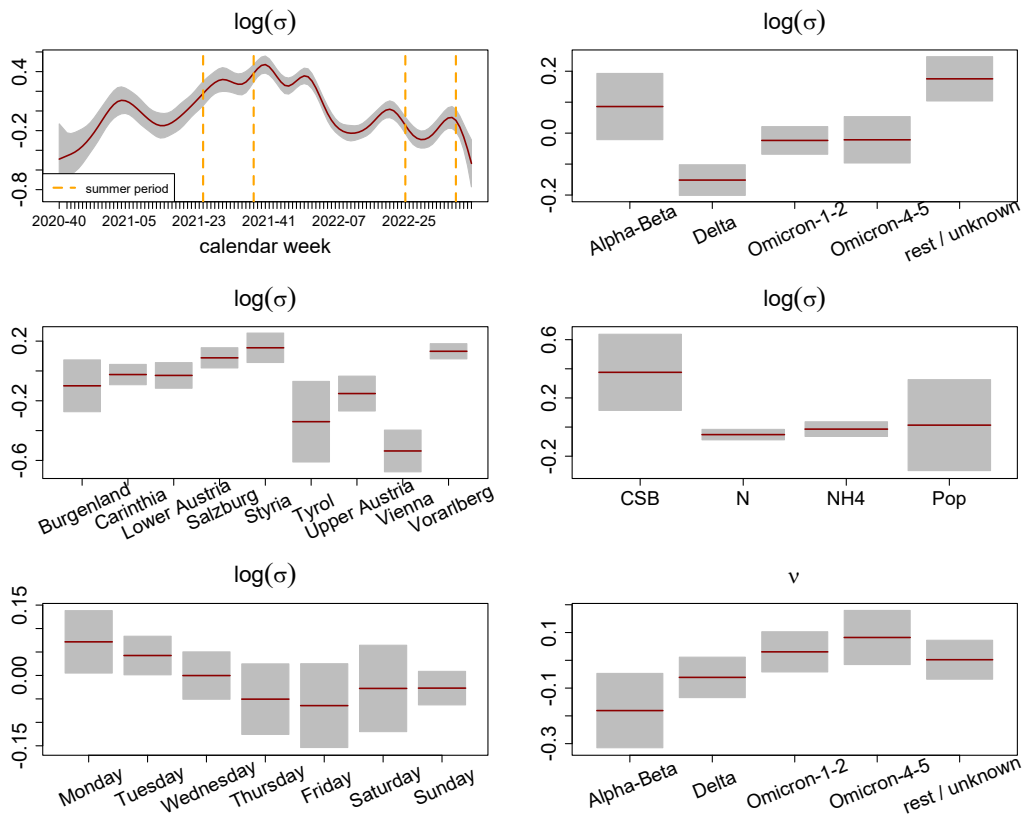 log(σ)
0.4
-0.2
-0.8
summer period
2020-40 2021-05 2021-23 2021-41 2022-07 2022-25
calendar week
log(σ)
0.2
0.0
-0.2
Alpha-Beta Delta Omicron-1-2 Omicron-4-5 rest / unknown
log(σ)
0.2
-0.2
-0.6
Burgenland Carinthia Lower Austria Salzburg Styria Tyrol Upper Austria Vienna Vorarlberg
log(σ)
0.6
0.2
-0.2
CSB N NH4 Pop
log(σ)
0.15
0.00
-0.15
Monday Tuesday Wednesday Thursday Friday Saturday Sunday
ν
0.1
-0.1
-0.3
Alpha-Beta Delta Omicron-1-2 Omicron-4-5 rest / unknown